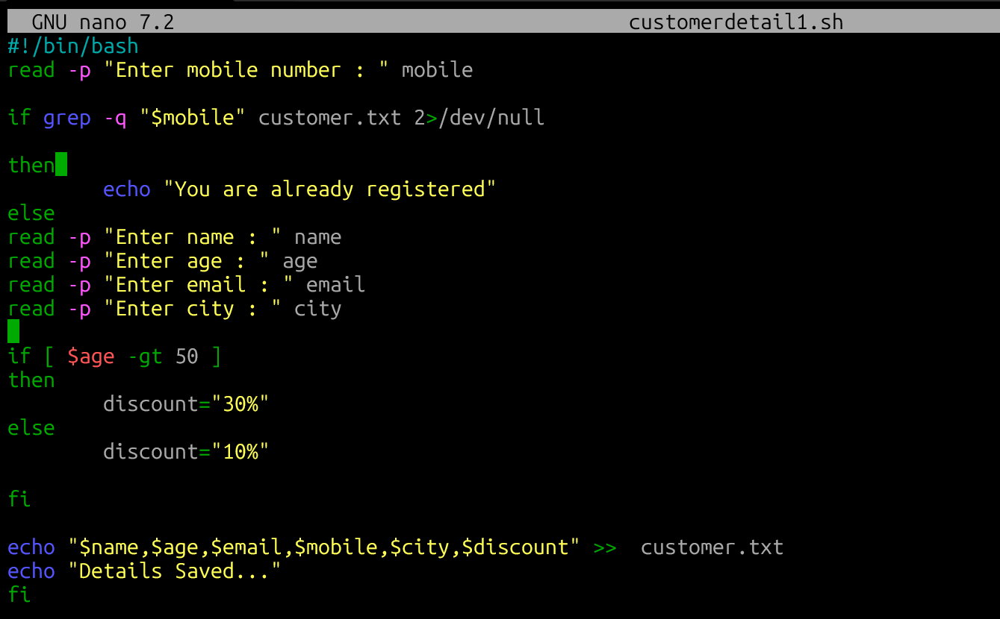 GNU nano 7.2 customerdetail1.sh
#!/bin/bash
read -p "Enter mobile number : " mobile
if grep -q "$mobile" customer.txt 2>/dev/null
then
echo "You are already registered"
else
read -p "Enter name : " name
read -p "Enter age : " age
read -p "Enter email : " email
read -p "Enter city : " city
if [ $age -gt 50 ]
then
discount="30%"
else
discount="10%"
fi
echo "$name,$age,$email,$mobile,$city,$discount" >>  customer.txt
echo "Details Saved..."
fi